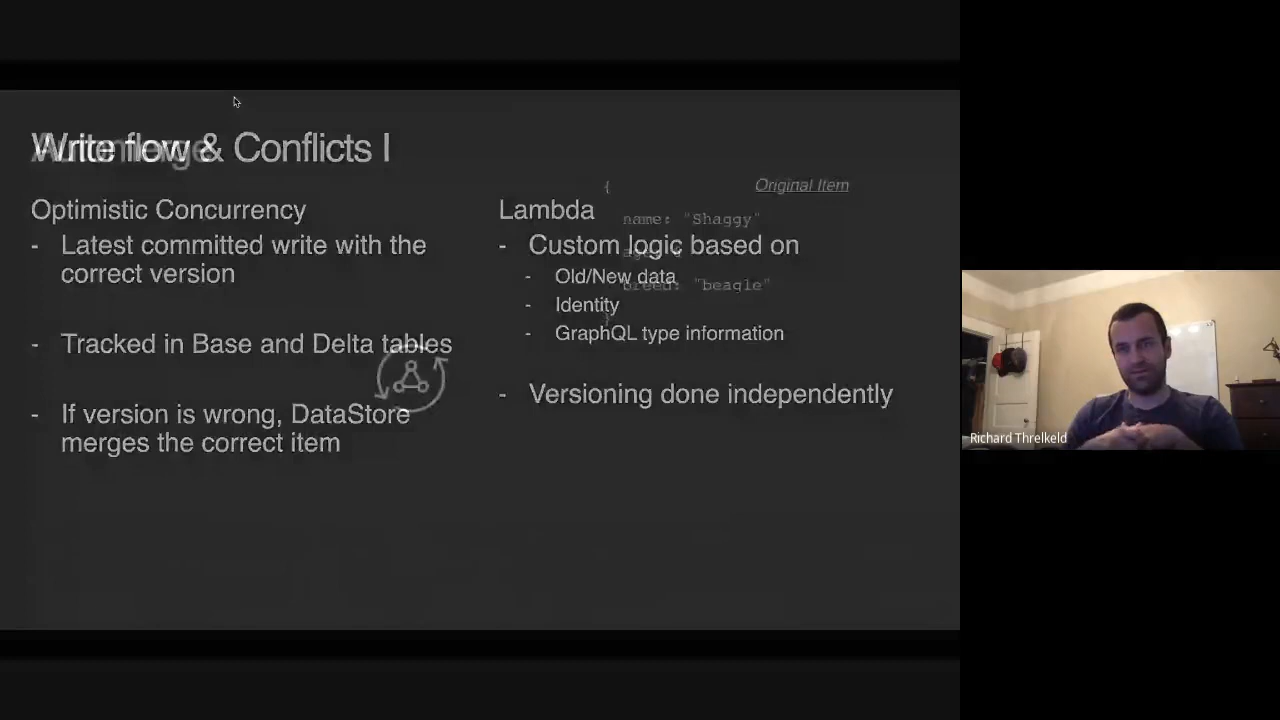 Write flow & Conflicts I
Original Item
{
Optimistic Concurrency
Lambda
name: "Shaggy"
- Latest committed write with the
correct version
- Custom logic based on
- Old/New data
breed: "beagle"
- Identity
}
- GraphQL type information
- Tracked in Base and Delta tables
- Versioning done independently
- If version is wrong, DataStore
merges the correct item
Richard Threlkeld